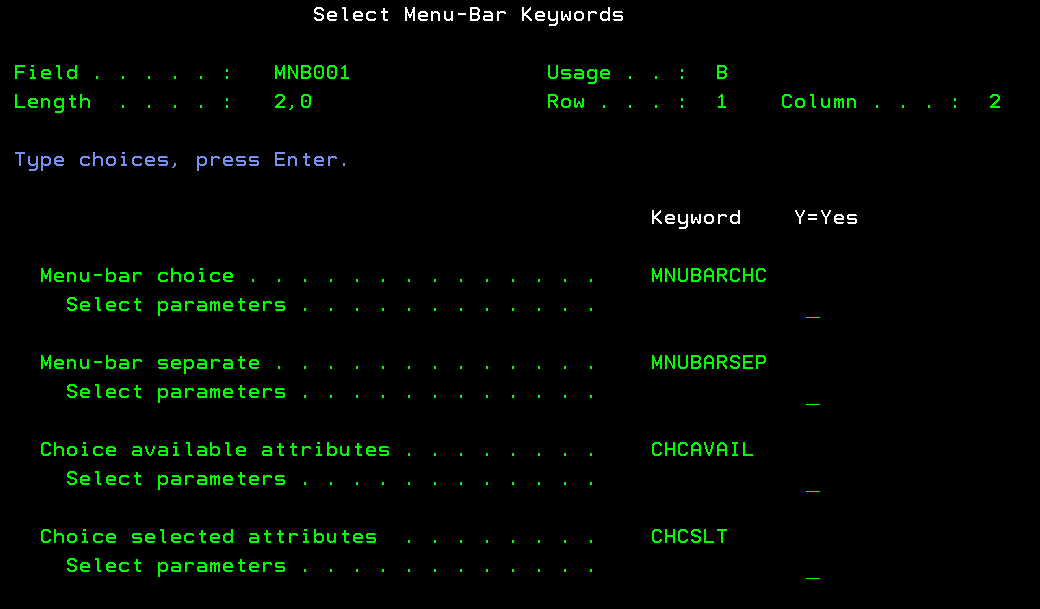 Select Menu-Bar Keywords
Field . . . . . :   MNB001               Usage . . :  B
Length  . . . . :   2,0                  Row . . . :  1    Column . . . :  2
Type choices, press Enter.
Keyword    Y=Yes
Menu-bar choice . . . . . . . . . . . . . .    MNUBARCHC
Select parameters . . . . . . . . . . . .                _
Menu-bar separate . . . . . . . . . . . . .    MNUBARSEP
Select parameters . . . . . . . . . . . .                _
Choice available attributes . . . . . . . .    CHCAVAIL
Select parameters . . . . . . . . . . . .                _
Choice selected attributes  . . . . . . . .    CHCSLT
Select parameters . . . . . . . . . . . .                _